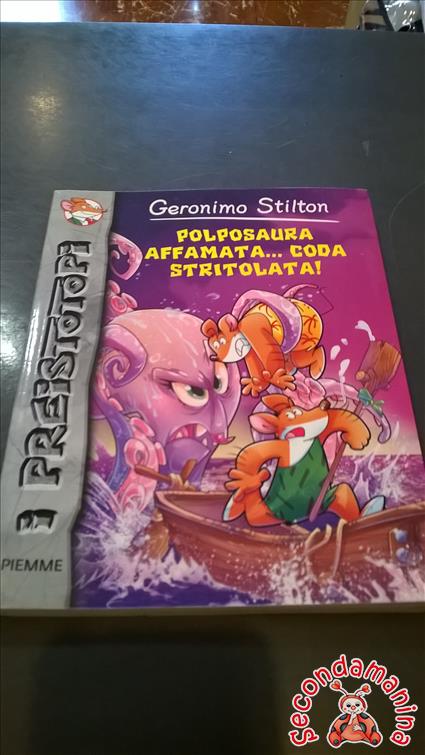 Geronimo Stilton
POLPOSAURA
AFFAMATA... CODA
STRITOLATA!
I PREISTOTOPI
PIEMME
Secondamanina